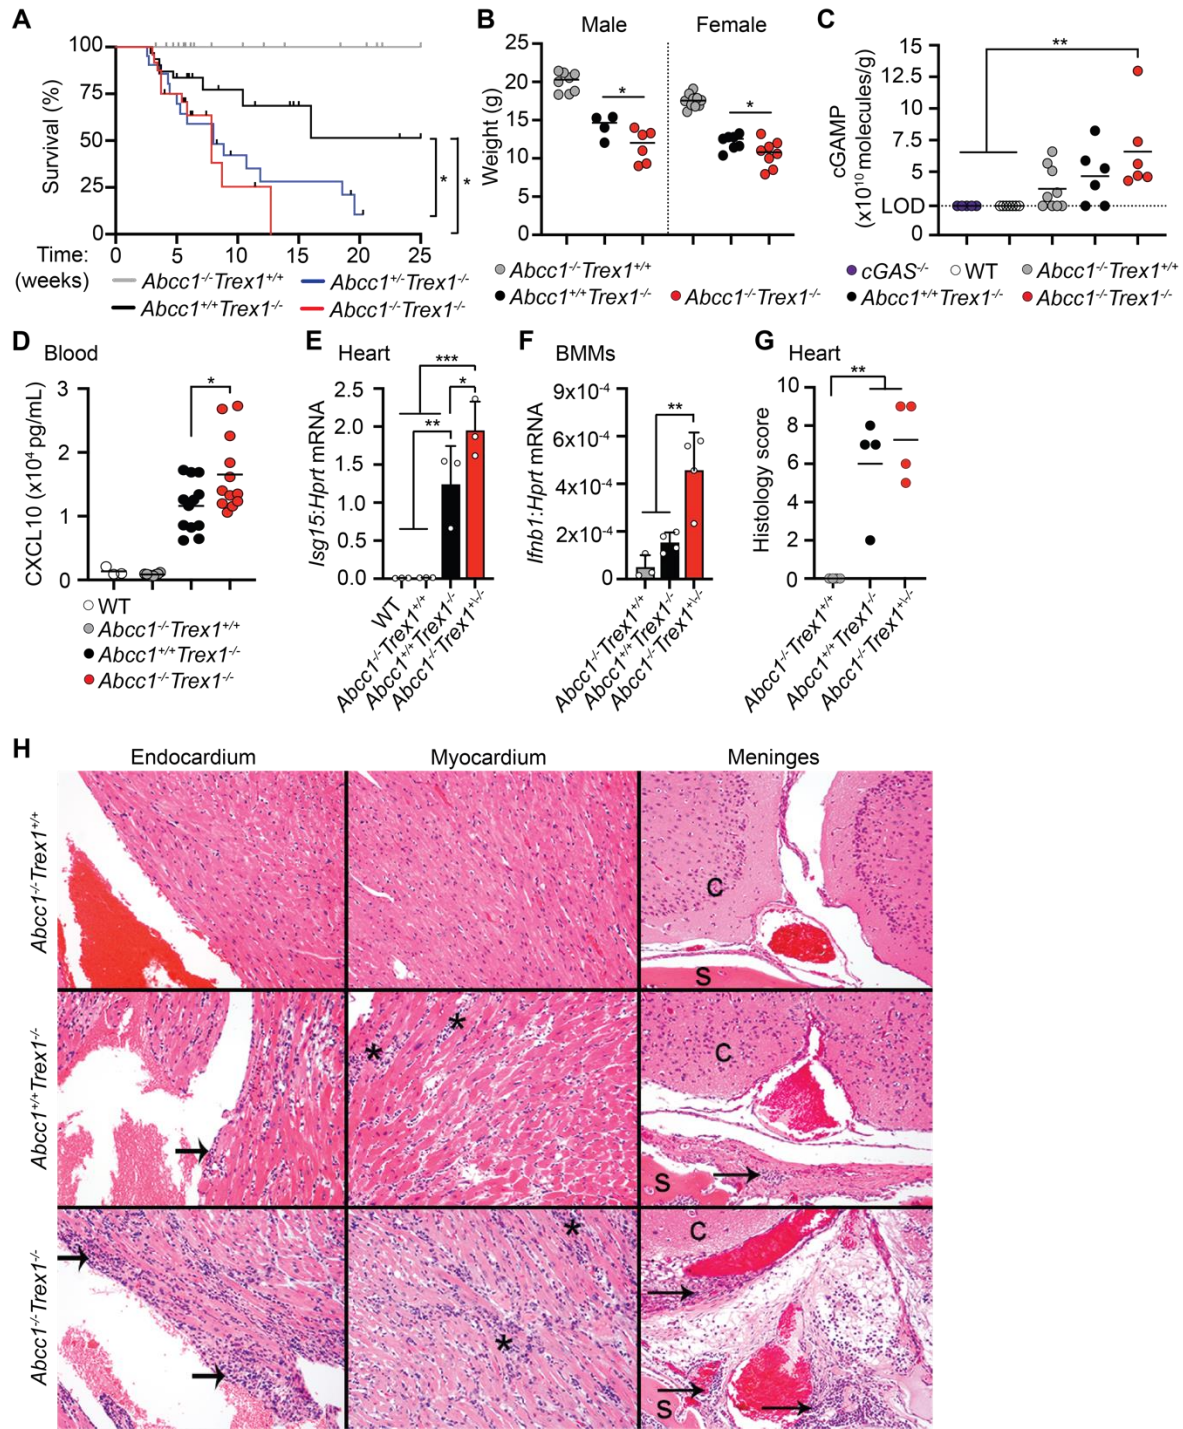 A
Survival (%)
100
75
50
25
0
*
*
0 5 10 15 20 25
Time:
(weeks)
Abcc1-/-Trex1+/+
Abcc1+/-Trex1-/-
Abcc1+/+Trex1-/-
Abcc1-/-Trex1-/-
B
Male Female
Weight (g)
25
20
15
10
5
0
*
*
Abcc1-/-Trex1+/+
Abcc1+/+Trex1-/-
Abcc1-/-Trex1-/-
C
cGAMP
(x10^10 molecules/g)
15
12.5
10
7.5
5
LOD
0
**
cGAS-/-
WT
Abcc1-/-Trex1+/+
Abcc1+/+Trex1-/-
Abcc1-/-Trex1-/-
D Blood
CXCL10 (x10^4 pg/mL)
3
2
1
0
*
WT
Abcc1-/-Trex1+/+
Abcc1+/+Trex1-/-
Abcc1-/-Trex1-/-
E Heart
Isg15:Hprt mRNA
2.5
2.0
1.5
1.0
0.5
0.0
***
*
**
WT
Abcc1-/-Trex1+/+
Abcc1+/+Trex1-/-
Abcc1-/-Trex1+\-/-
F BMMs
Ifnb1:Hprt mRNA
9x10^-4
6x10^-4
4x10^-4
2x10^-4
0
**
Abcc1-/-Trex1+/+
Abcc1+/+Trex1-/-
Abcc1-/-Trex1+\-/-
G Heart
Histology score
10
8
6
4
2
0
**
Abcc1-/-Trex1+/+
Abcc1+/+Trex1-/-
Abcc1-/-Trex1+\-/-
H
Endocardium Myocardium Meninges
Abcc1-/-Trex1+/+
C
S
Abcc1+/+Trex1-/-
*
*
C
S
Abcc1-/-Trex1-/-
*
*
C
S